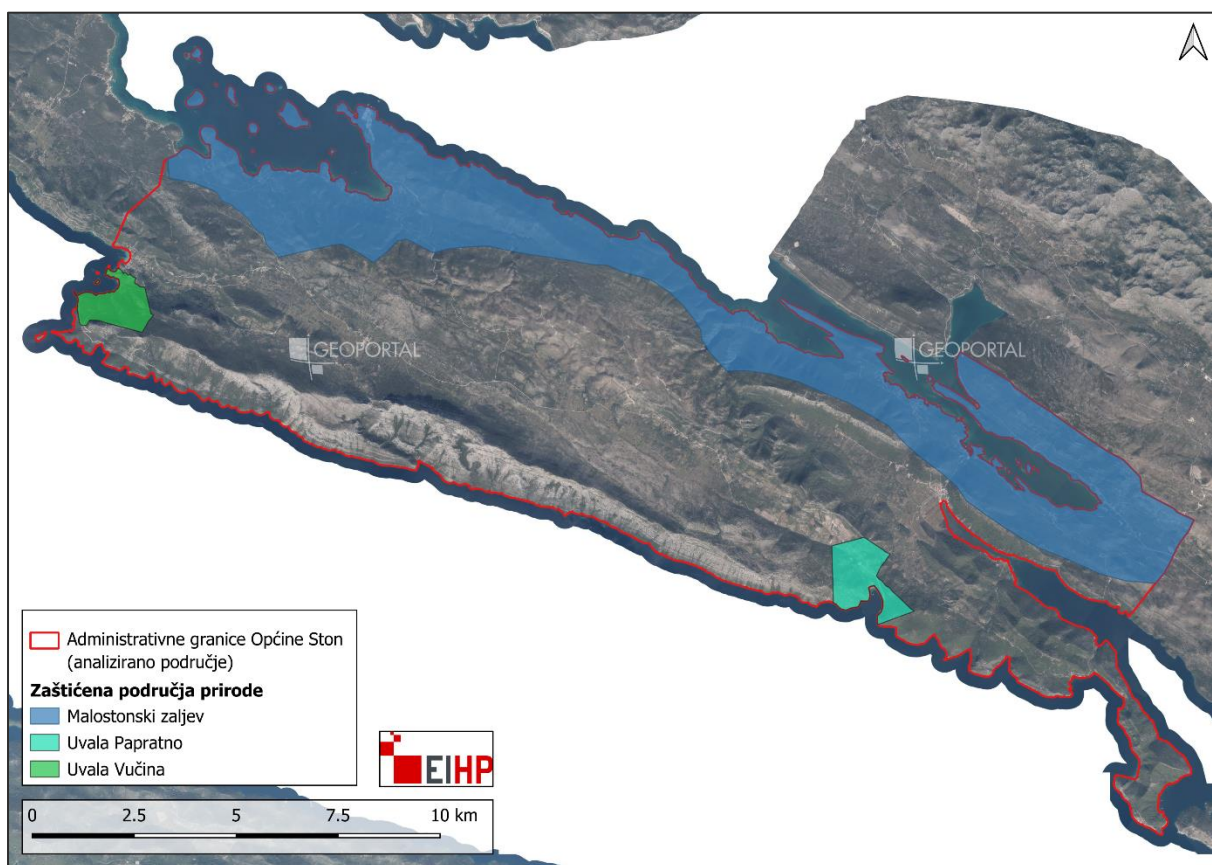 GEOPORTAL
GEOPORTAL
Administrativne granice Općine Ston
(analizirano područje)
Zaštićena područja prirode
Malostonski zaljev
Uvala Papratno
Uvala Vučina
EIHP
0 2.5 5 7.5 10 km